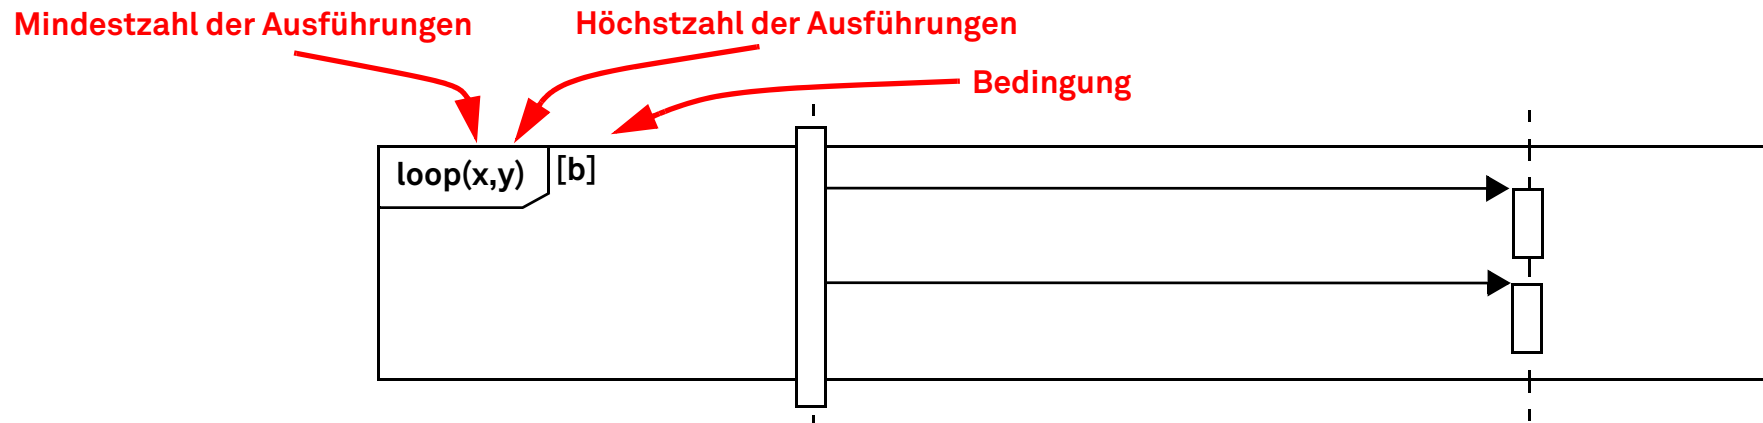 Mindestzahl der Ausführungen
Höchstzahl der Ausführungen
Bedingung
loop(x,y)
[b]